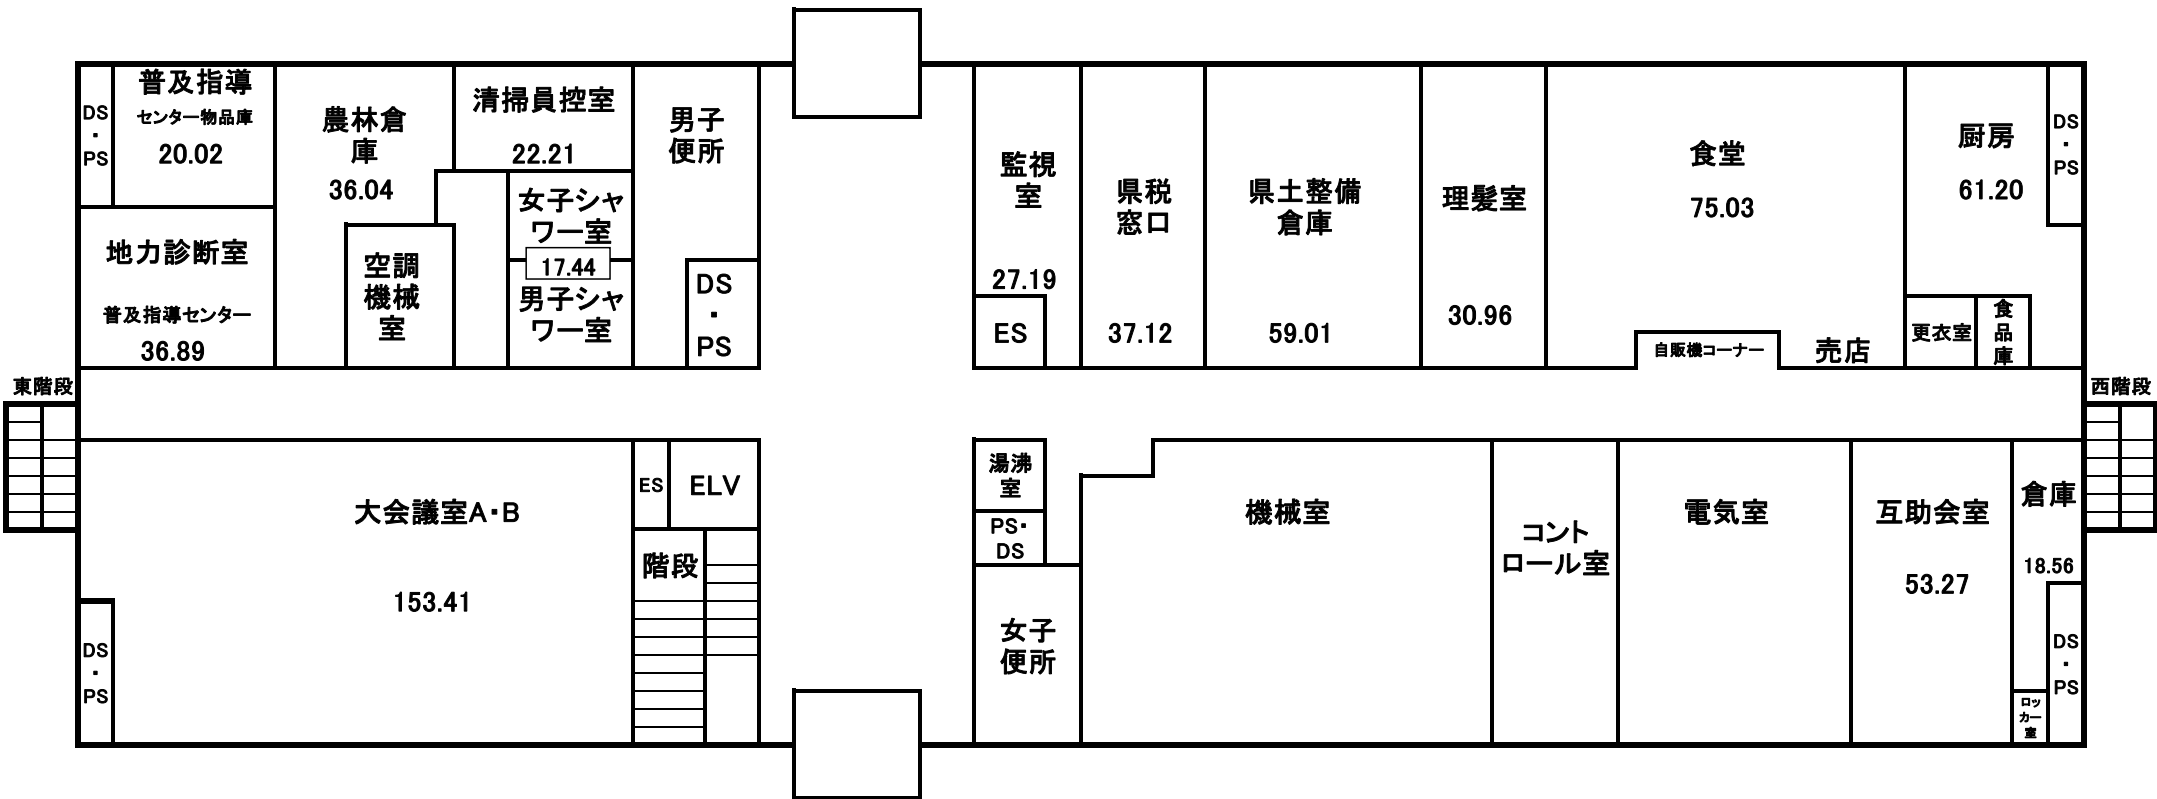 DS
・
PS
普及指導
センター物品庫
20.02
農林倉
庫
36.04
清掃員控室
22.21
男子
便所
女子シャ
ワー室
17.44
男子シャ
ワー室
DS
・
PS
地力診断室
普及指導センター
36.89
空調
機械
室
監視
室
27.19
ES
県税
窓口
37.12
県土整備
倉庫
59.01
理髪室
30.96
食堂
75.03
自販機コーナー
売店
厨房
61.20
DS
・
PS
更衣室
食
品
庫
東階段
西階段
大会議室A・B
153.41
DS
・
PS
ES
ELV
階段
湯沸
室
PS・
DS
女子
便所
機械室
コント
ロール室
電気室
互助会室
53.27
倉庫
18.56
DS
・
PS
ロッ
カー
室